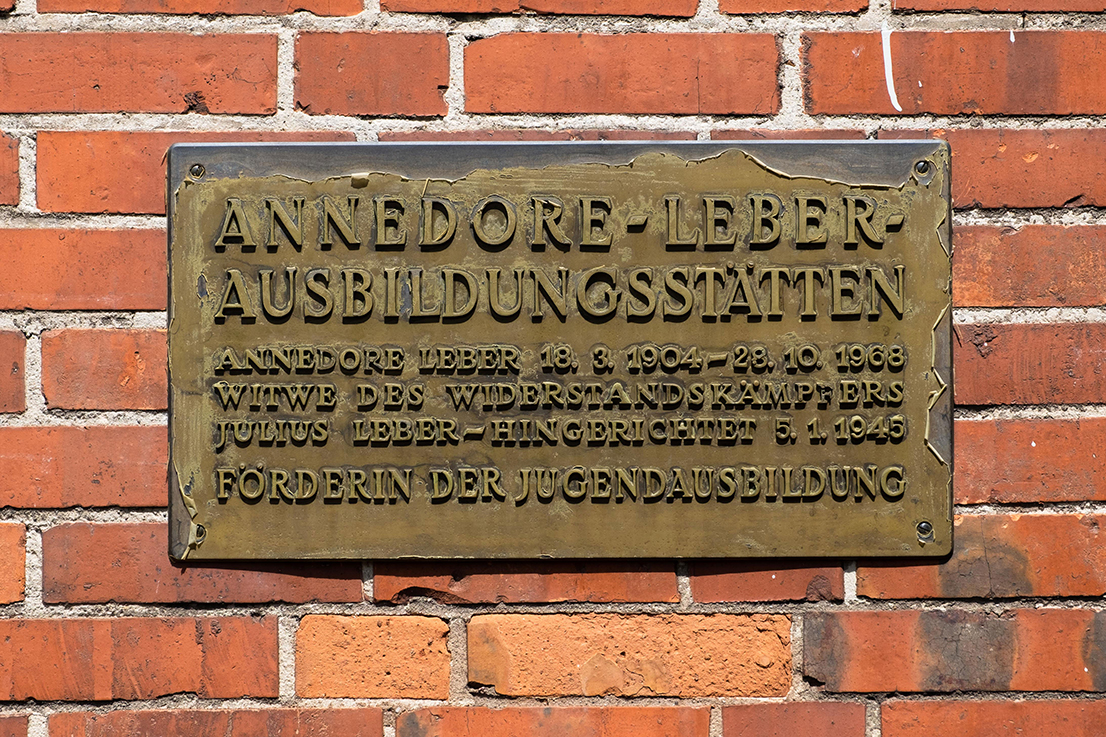 ANNEDORE-LEBER-
AUSBILDUNGSSTÄTTEN
ANNEDORE LEBER 18. 3. 1904-28. 10. 1968
WITWE DES WIDERSTANDSKÄMPFERS
JULIUS LEBER-HINGERICHTET 5. 1. 1945
FÖRDERIN DER JUGENDAUSBILDUNG